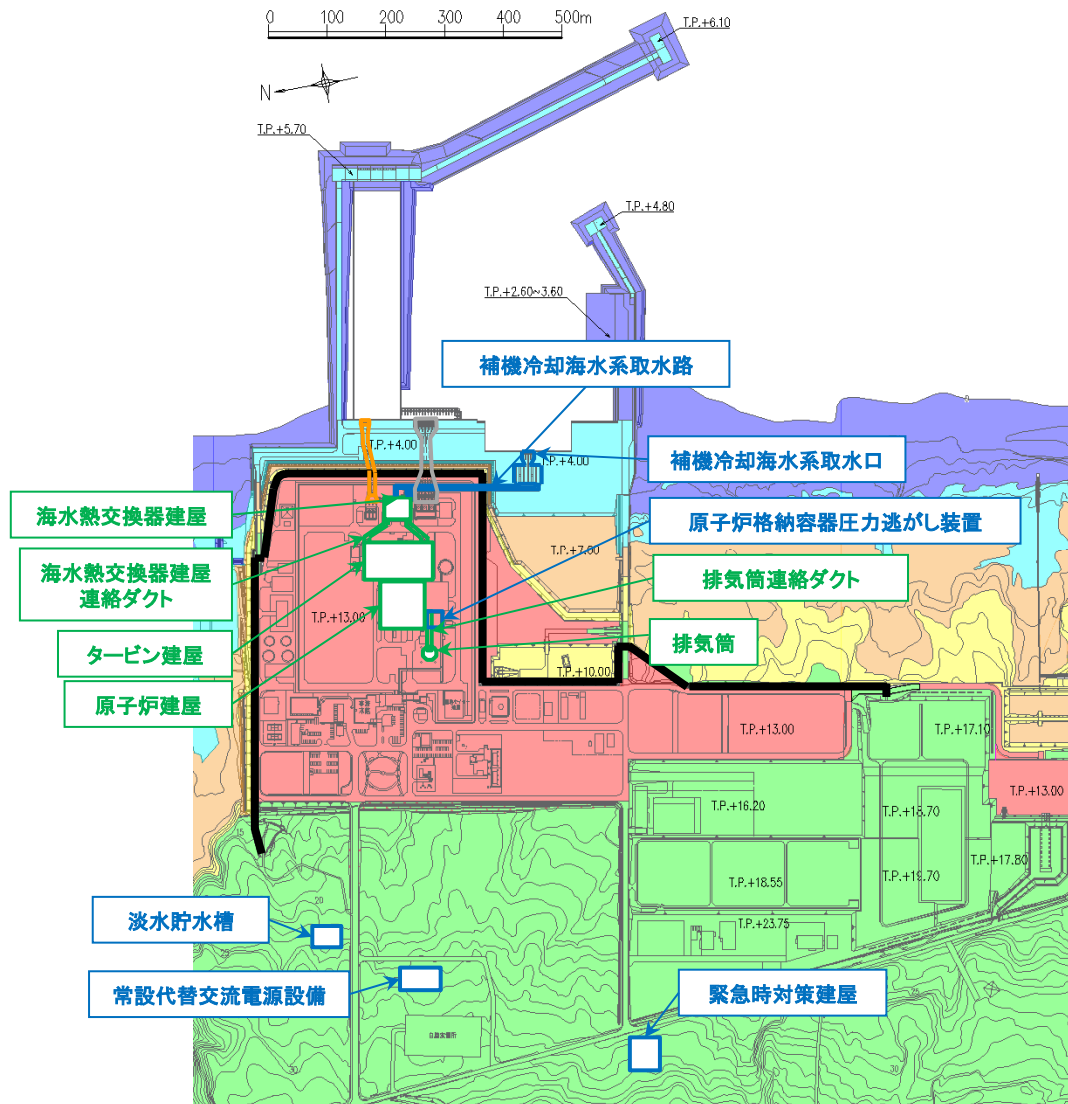 0 100 200 300 400 500m
T.P.+6.10
N
T.P.+5.70
T.P.+4.80
T.P.+2.60~3.60
補機冷却海水系取水路
T.P.+4.00
T.P.+4.00
補機冷却海水系取水口
海水熱交換器建屋
原子炉格納容器圧力逃がし装置
T.P.+7.00
海水熱交換器建屋
連絡ダクト
排気筒連絡ダクト
T.P.+13.00
タービン建屋
排気筒
T.P.+10.00
原子炉建屋
T.P.+13.00
T.P.+17.10
T.P.+13.00
T.P.+16.20
T.P.+18.70
15
T.P.+17.80
T.P.+18.55
T.P.+19.70
20
淡水貯水槽
T.P.+23.75
常設代替交流電源設備
緊急時対策建屋
25
30
30